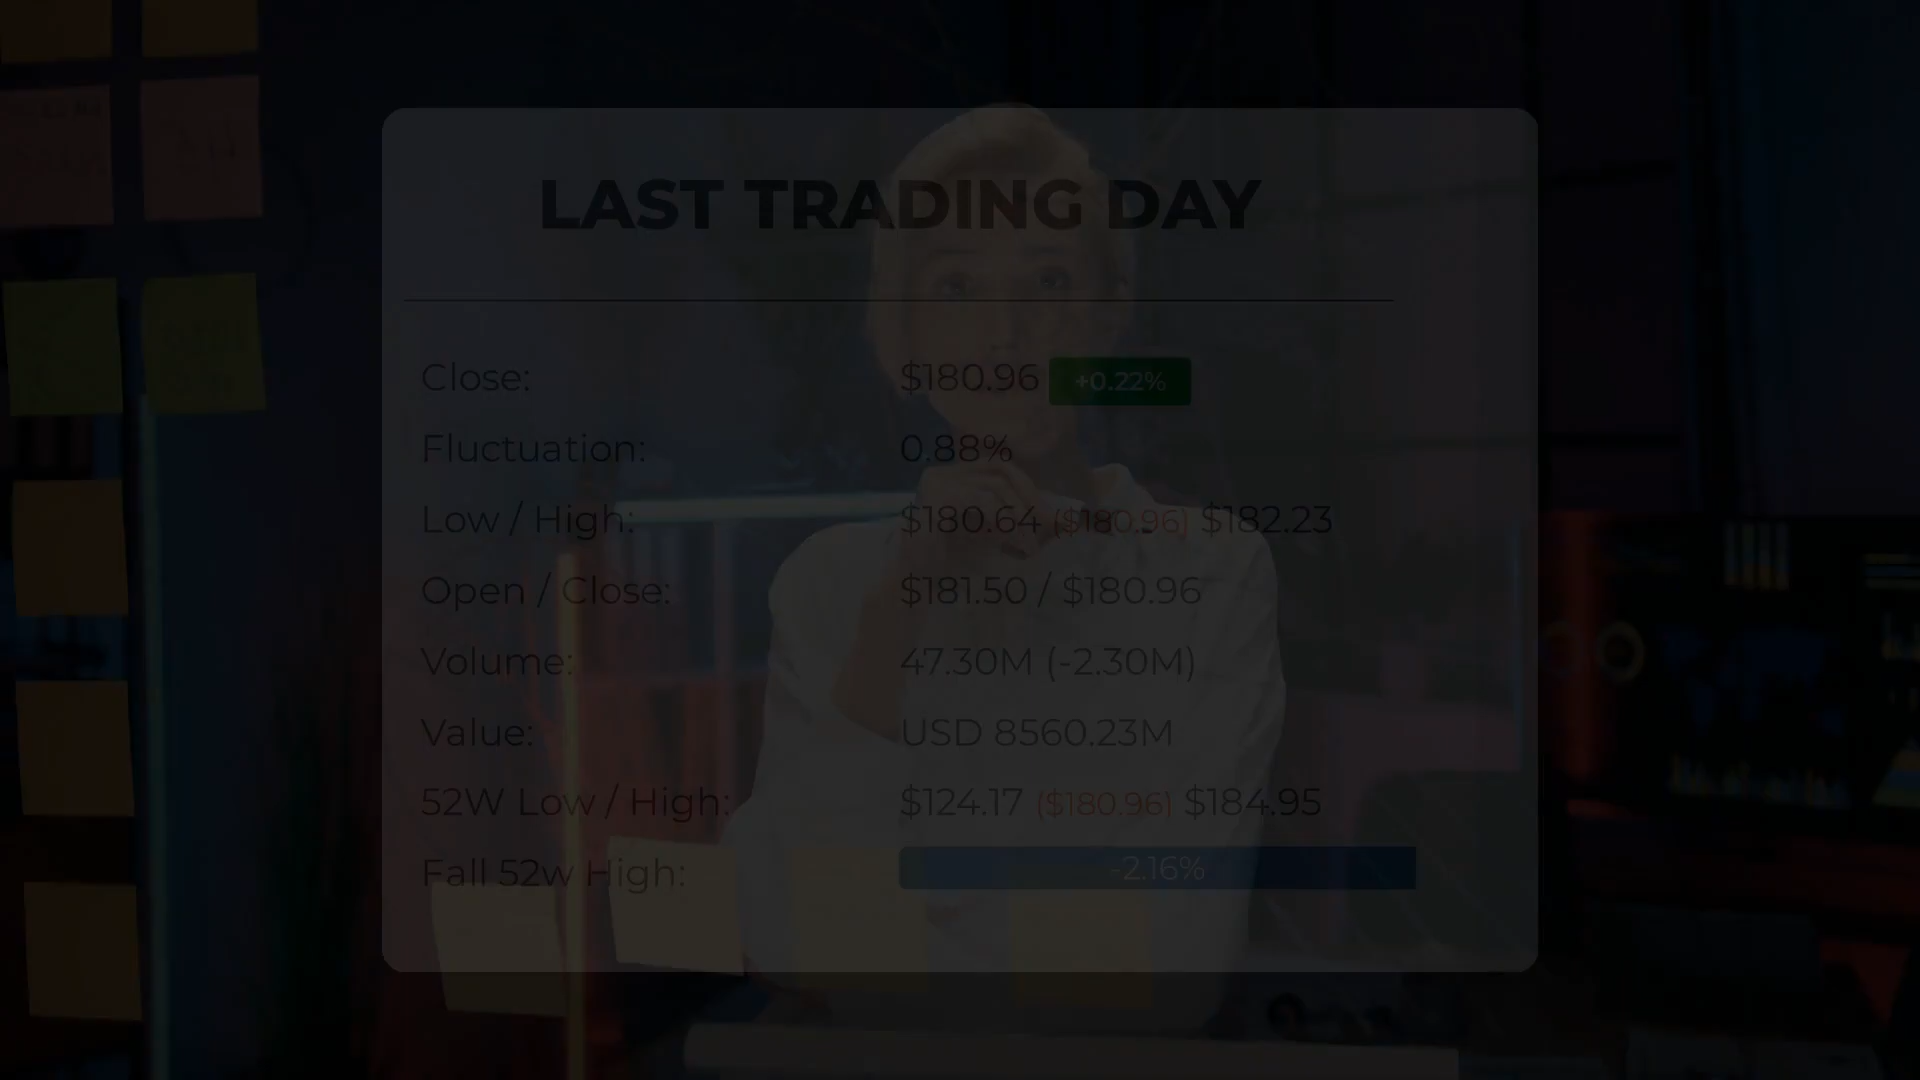 LAST TRADING DAY
Close: $180.96 +0.22%
Fluctuation: 0.88%
Low / High: $180.64 ($180.96) $182.23
Open / Close: $181.50 / $180.96
Volume: 47.30M (-2.30M)
Value: USD 8560.23M
52W Low / High: $124.17 ($180.96) $184.95
Fall 52w High: -2.16%